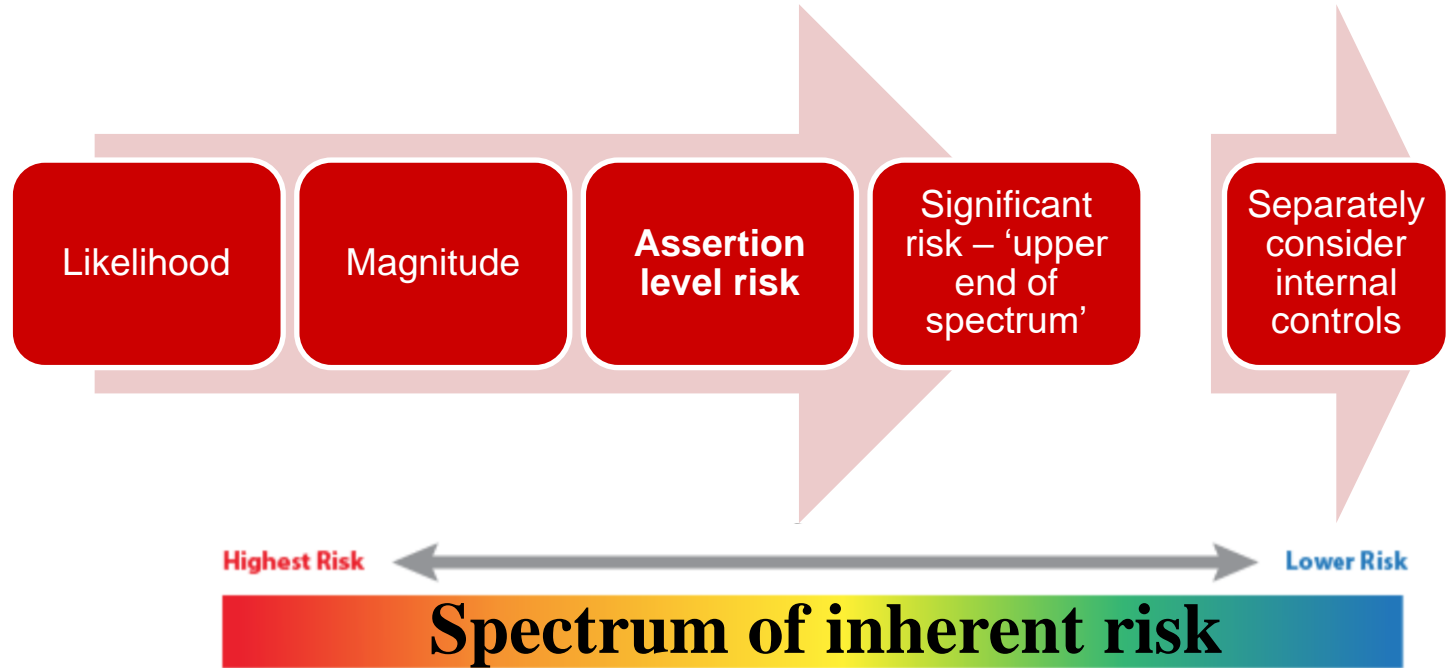 Likelihood
Magnitude
Assertion
level risk
Significant
risk – ‘upper
end of
spectrum’
Separately
consider
internal
controls
Highest Risk
Lower Risk
Spectrum of inherent risk